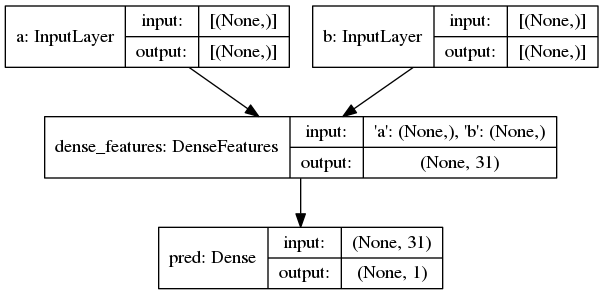 a: InputLayer
input:
[(None,)]
output:
[(None,)]
b: InputLayer
input:
[(None,)]
output:
[(None,)]
dense_features: DenseFeatures
input:
'a': (None,), 'b': (None,)
output:
(None, 31)
pred: Dense
input:
(None, 31)
output:
(None, 1)